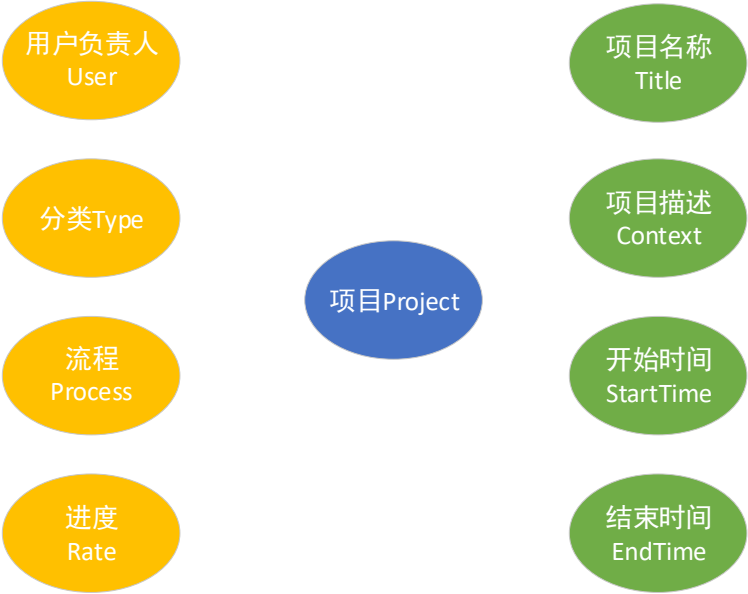 用户负责人
User
分类Type
流程
Process
进度
Rate
项目Project
项目名称
Title
项目描述
Context
开始时间
StartTime
结束时间
EndTime